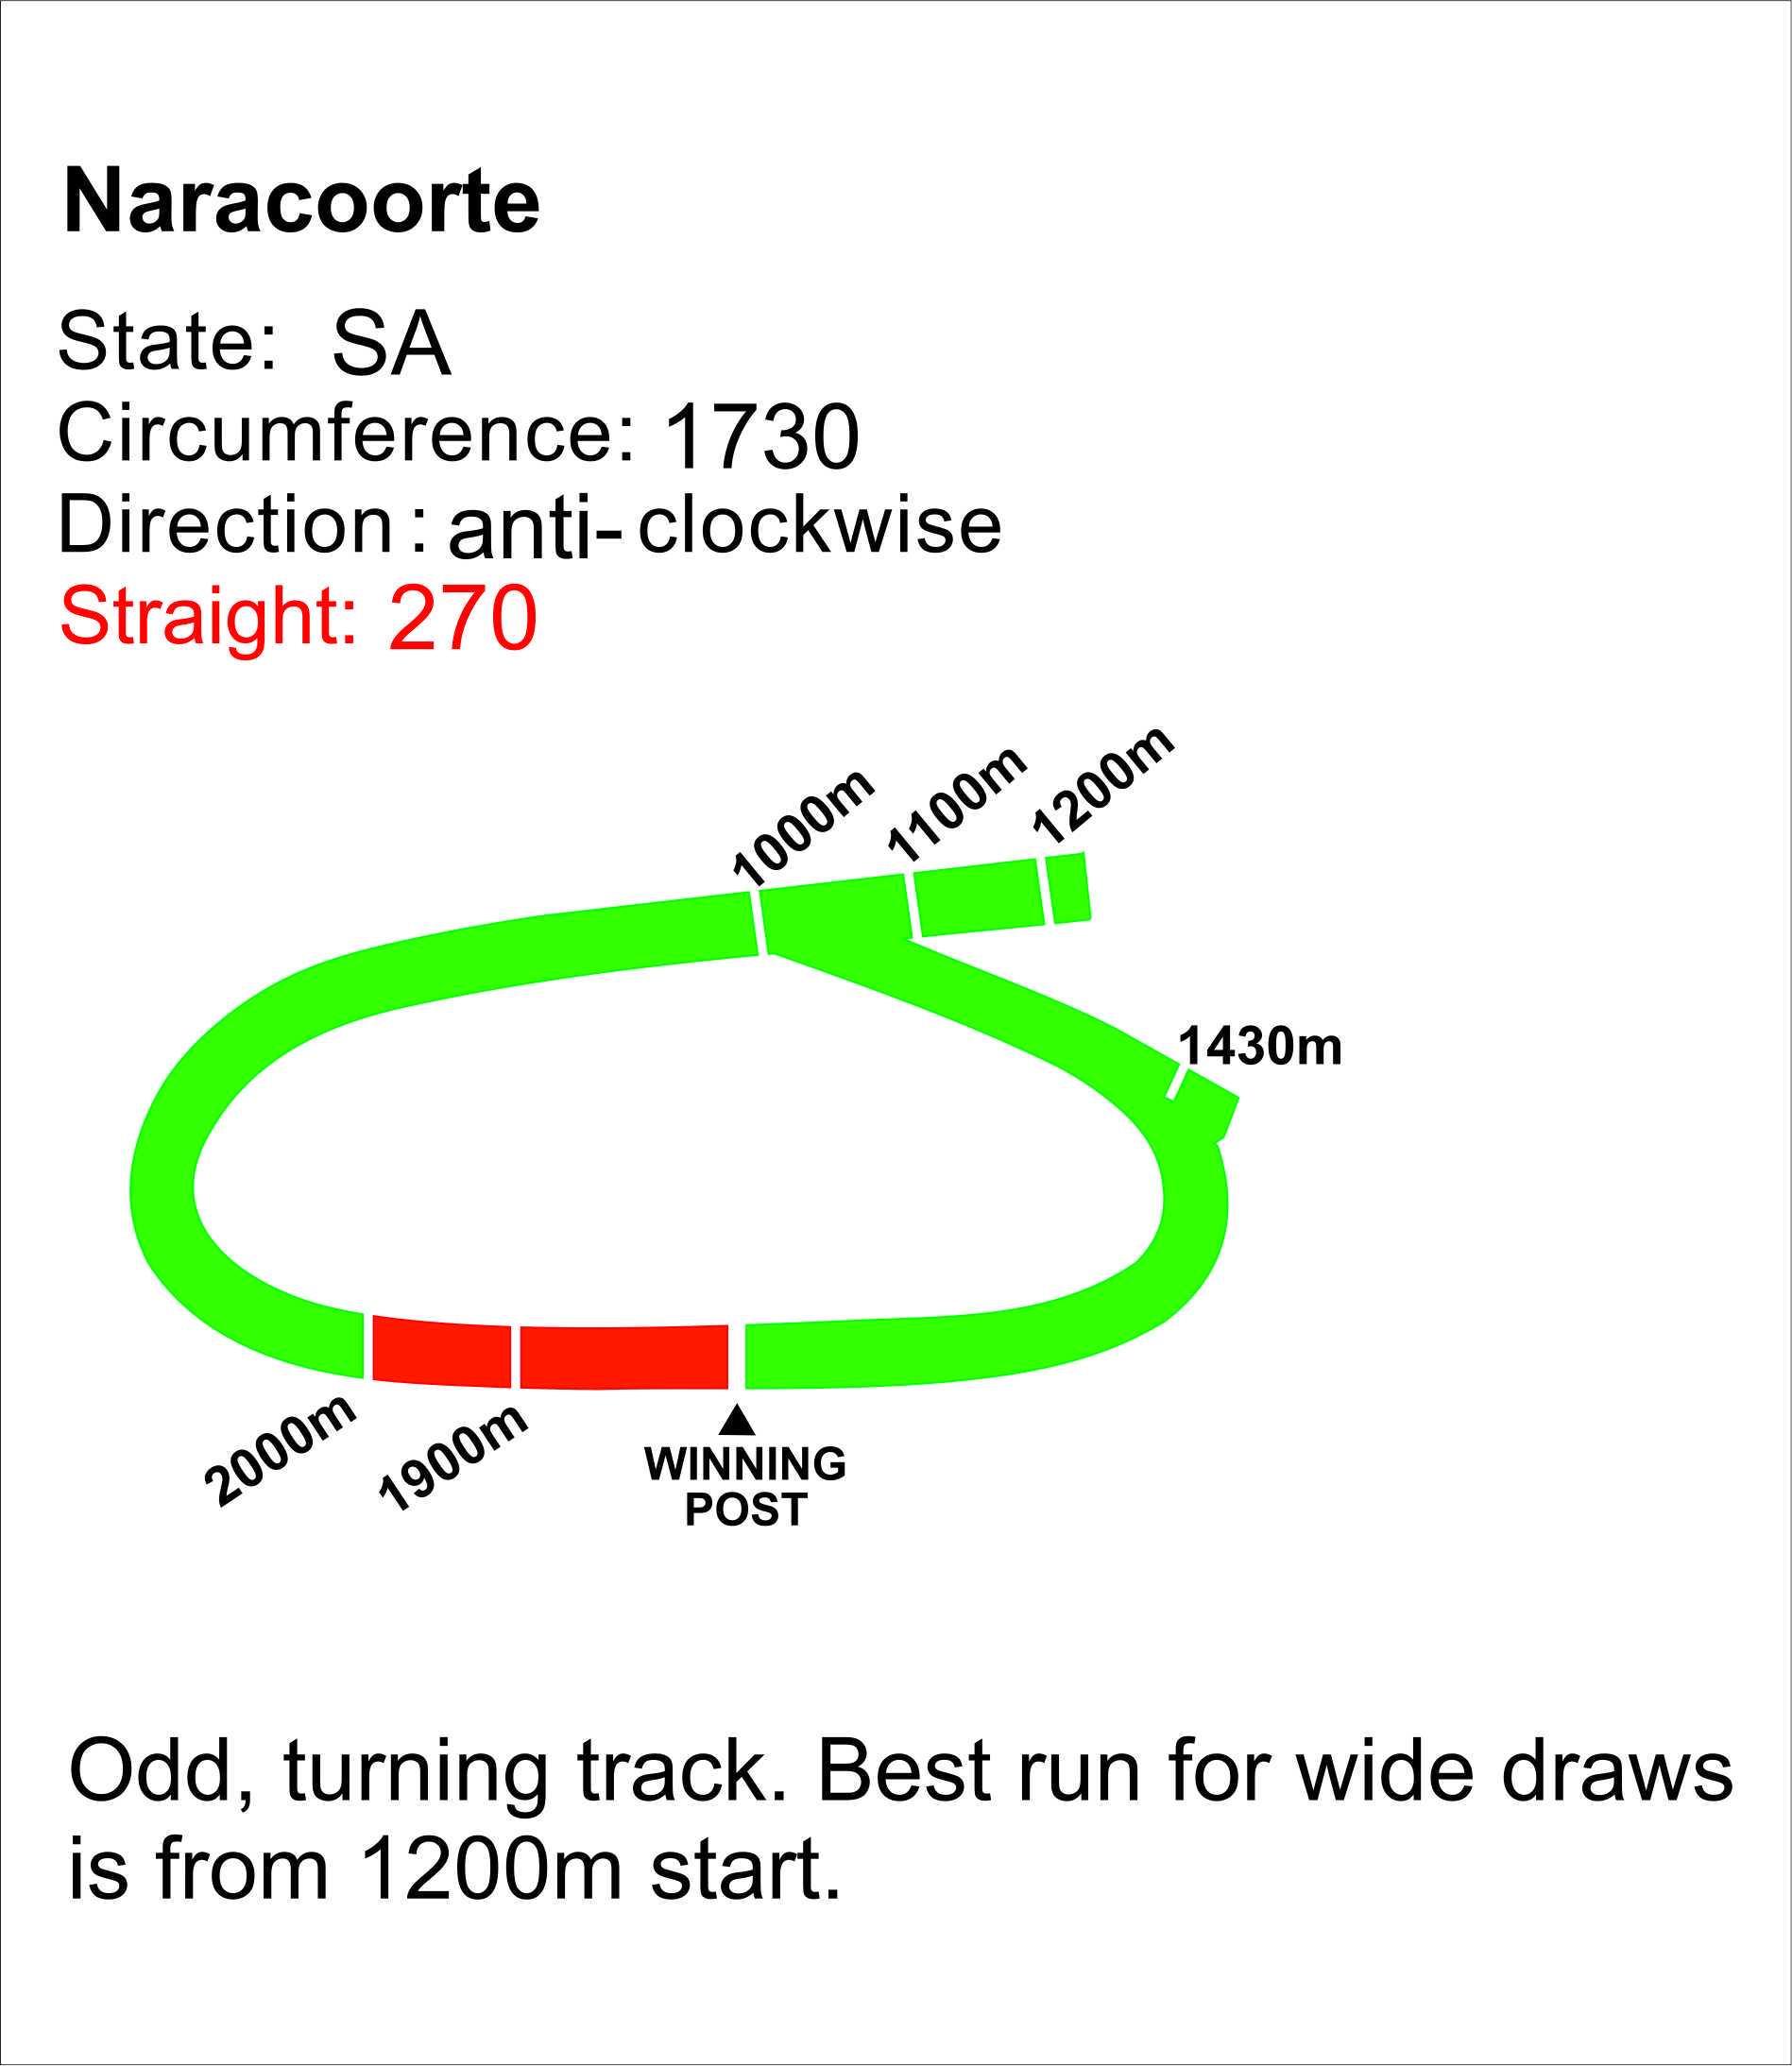 Naracoorte
State: SA
Circumference: 1730
Direction : anti- clockwise
Straight: 270
1000m
1100m
1200m
1430m
2000m
1900m
WINNING
POST
Odd, turning track. Best run for wide draws
is from 1200m start.